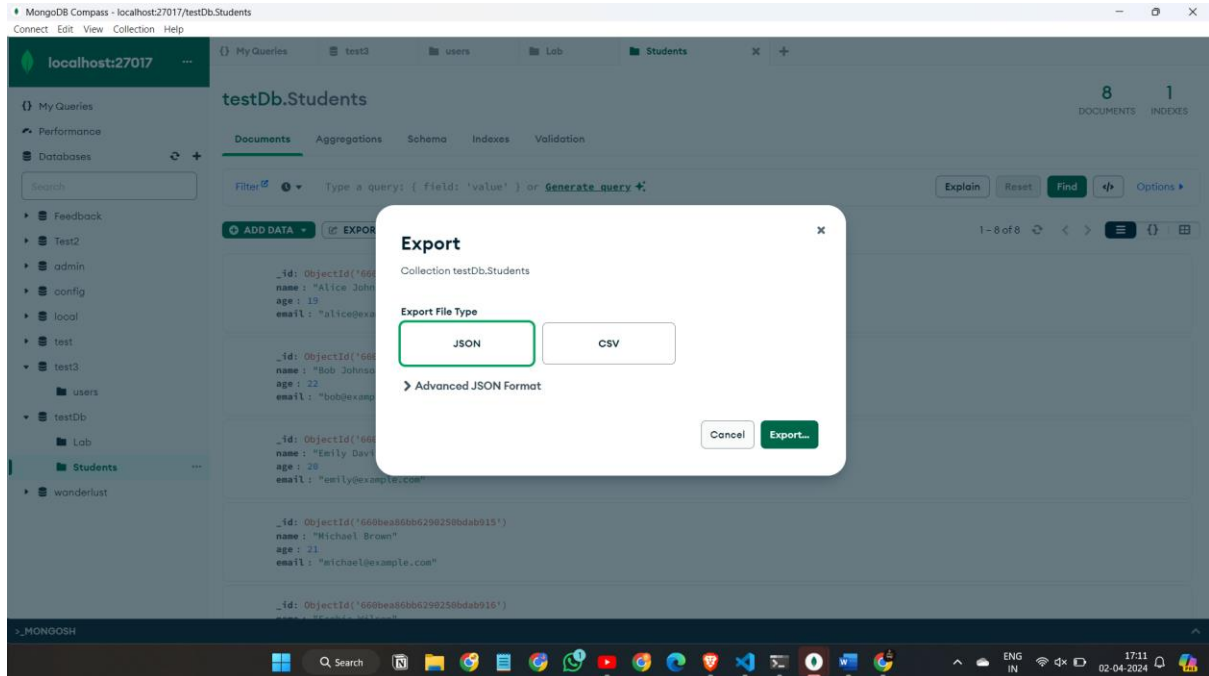 MongoDB Compass - localhost:27017/testDb.Students
Connect Edit View Collection Help
localhost:27017
{} My Queries
Performance
Databases
Search
Feedback
Test2
admin
config
local
test
test3
users
testDb
Lab
Students
wanderlust
{} My Queries test3 users Lab Students
testDb.Students
8 DOCUMENTS 1 INDEXES
Documents Aggregations Schema Indexes Validation
Filter Type a query: { field: 'value' } or Generate query
Explain Reset Find </> Options
ADD DATA EXPOR
1 - 8 of 8 {}
_id: ObjectId('660
name : "Alice John
age : 19
email : "alice@exa
_id: ObjectId('660
name : "Bob Johnso
age : 22
email : "bob@examp
_id: ObjectId('660
name : "Emily Davi
age : 20
email : "emily@example.com"
_id: ObjectId('660bea86bb6290250bdab915')
name : "Michael Brown"
age : 21
email : "michael@example.com"
_id: ObjectId('660bea86bb6290250bdab916')
Export
Collection testDb.Students
Export File Type
JSON CSV
Advanced JSON Format
Cancel Export...
>_MONGOSH
Search
ENG
IN
17:11
02-04-2024